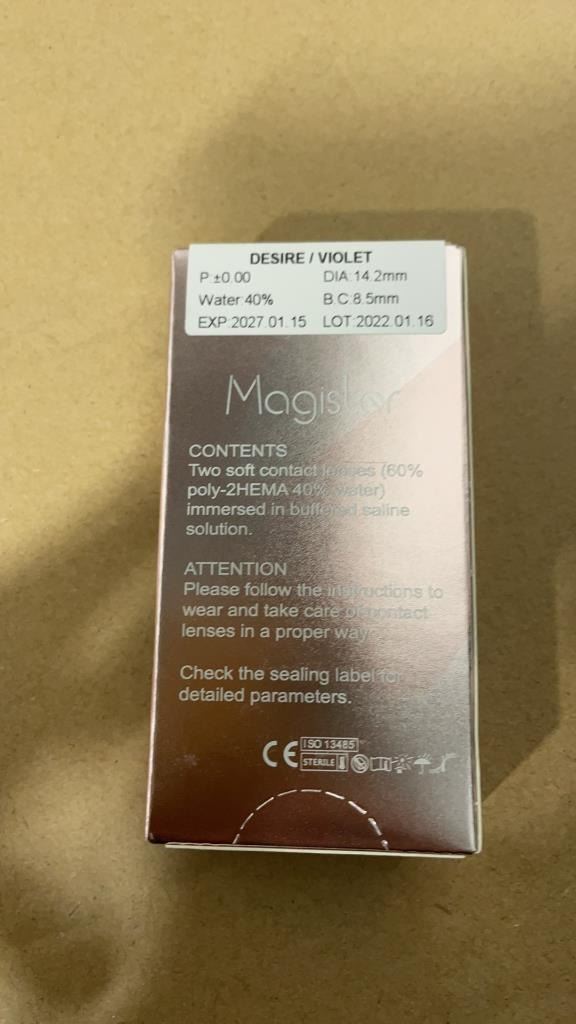 DESIRE / VIOLET
P:±0.00 DIA:14.2mm
Water:40% B.C:8.5mm
EXP:2027.01.15 LOT:2022.01.16
Magister
CONTENTS
Two soft contact lenses (60%
poly-2HEMA 40% water)
immersed in buffered saline
solution.
ATTENTION
Please follow the instructions to
wear and take care of contact
lenses in a proper way.
Check the sealing label for
detailed parameters.
CE ISO 13485
STERILE